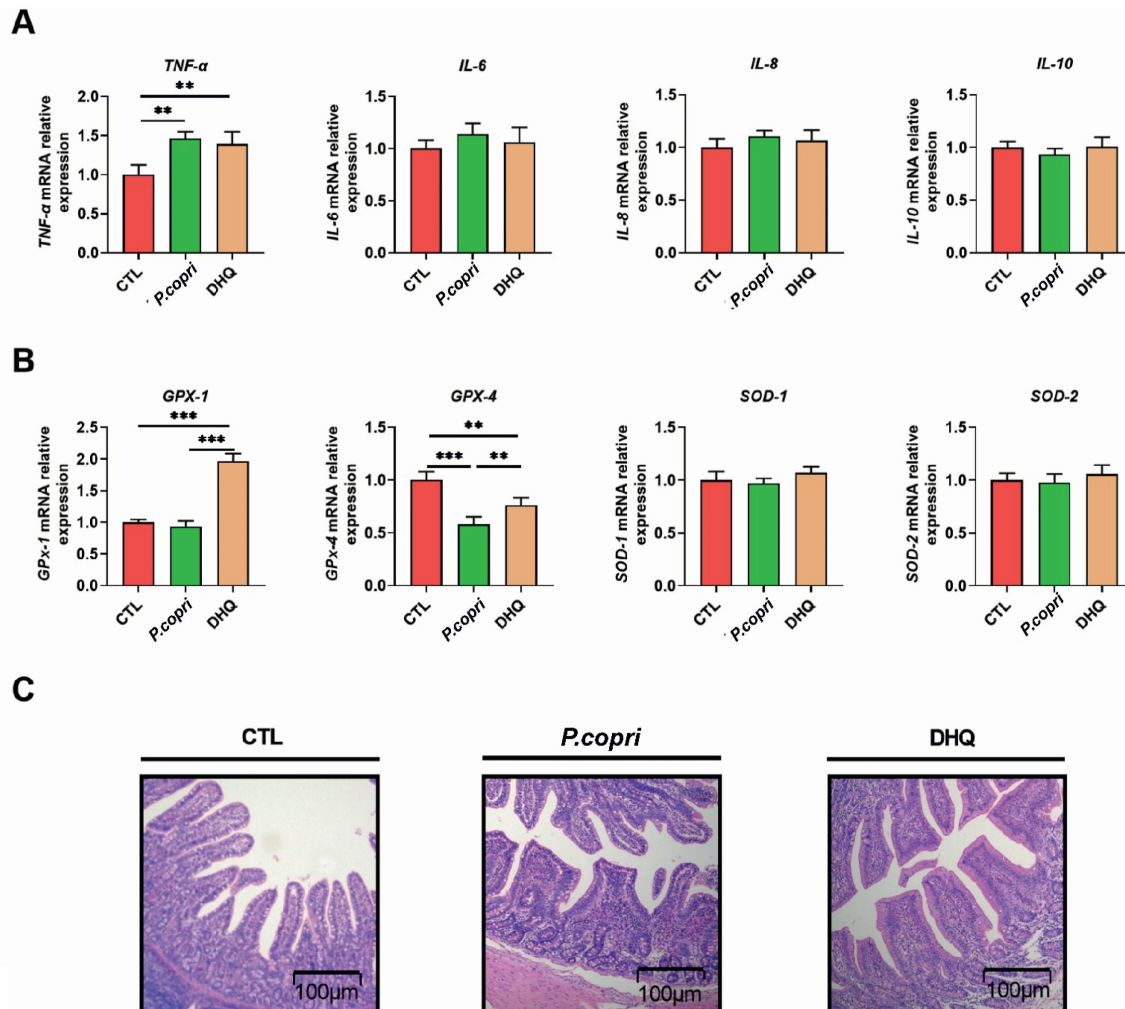 A
TNF-α
IL-6
IL-8
IL-10
**
**
TNF-α mRNA relative
expression
2.0
1.5
1.0
0.5
0.0
CTL
P.copri
DHQ
IL-6 mRNA relative
expression
1.5
1.0
0.5
0.0
CTL
P.copri
DHQ
IL-8 mRNA relative
expression
1.5
1.0
0.5
0.0
CTL
P.copri
DHQ
IL-10 mRNA relative
expression
1.5
1.0
0.5
0.0
CTL
P.copri
DHQ
B
GPX-1
GPX-4
SOD-1
SOD-2
***
***
GPx-1 mRNA relative
expression
2.5
2.0
1.5
1.0
0.5
0.0
CTL
P.copri
DHQ
**
*** **
GPx-4 mRNA relative
expression
1.5
1.0
0.5
0.0
CTL
P.copri
DHQ
SOD-1 mRNA relative
expression
1.5
1.0
0.5
0.0
CTL
P.copri
DHQ
SOD-2 mRNA relative
expression
1.5
1.0
0.5
0.0
CTL
P.copri
DHQ
C
CTL
P.copri
DHQ
100μm
100μm
100μm